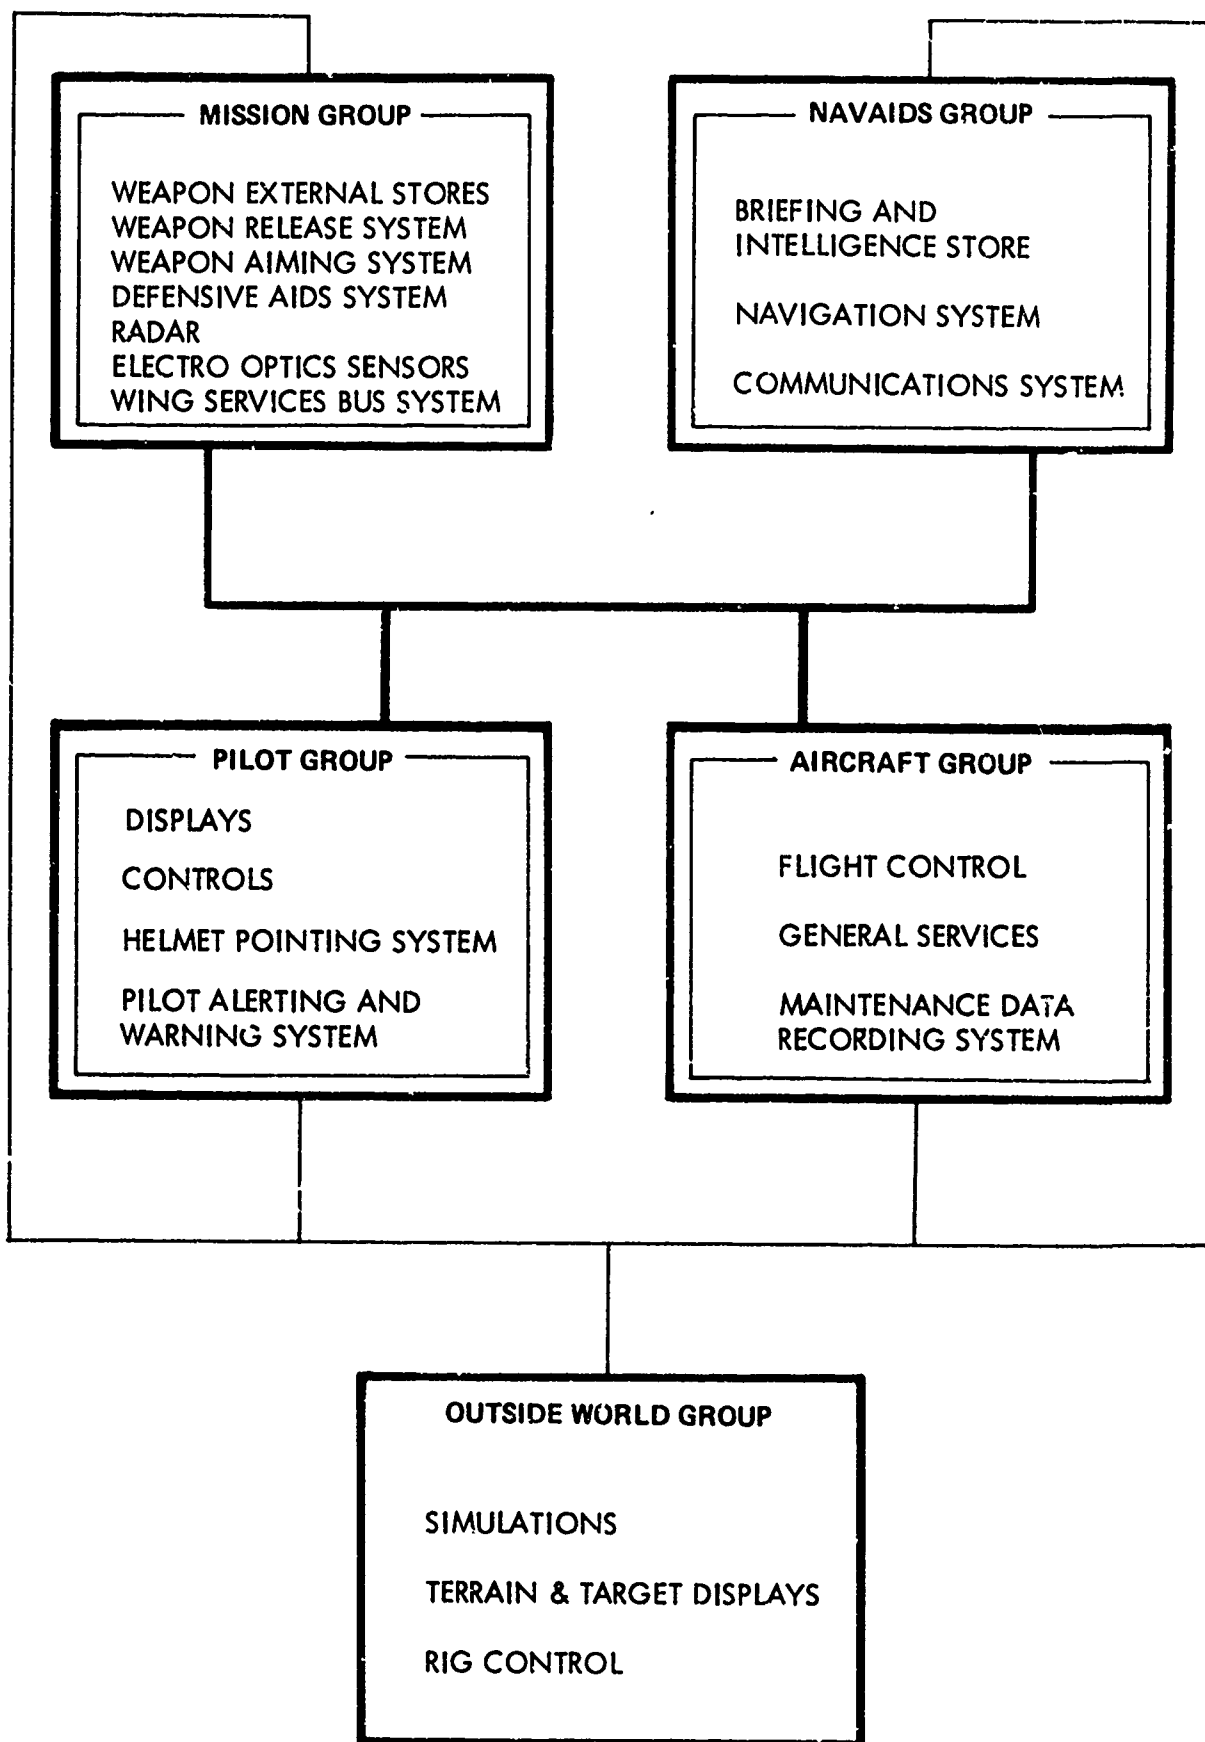 MISSION GROUP
WEAPON EXTERNAL STORES
WEAPON RELEASE SYSTEM
WEAPON AIMING SYSTEM
DEFENSIVE AIDS SYSTEM
RADAR
ELECTRO OPTICS SENSORS
WING SERVICES BUS SYSTEM
NAVAIDS GROUP
BRIEFING AND
INTELLIGENCE STORE
NAVIGATION SYSTEM
COMMUNICATIONS SYSTEM
PILOT GROUP
DISPLAYS
CONTROLS
HELMET POINTING SYSTEM
PILOT ALERTING AND
WARNING SYSTEM
AIRCRAFT GROUP
FLIGHT CONTROL
GENERAL SERVICES
MAINTENANCE DATA
RECORDING SYSTEM
OUTSIDE WORLD GROUP
SIMULATIONS
TERRAIN & TARGET DISPLAYS
RIG CONTROL